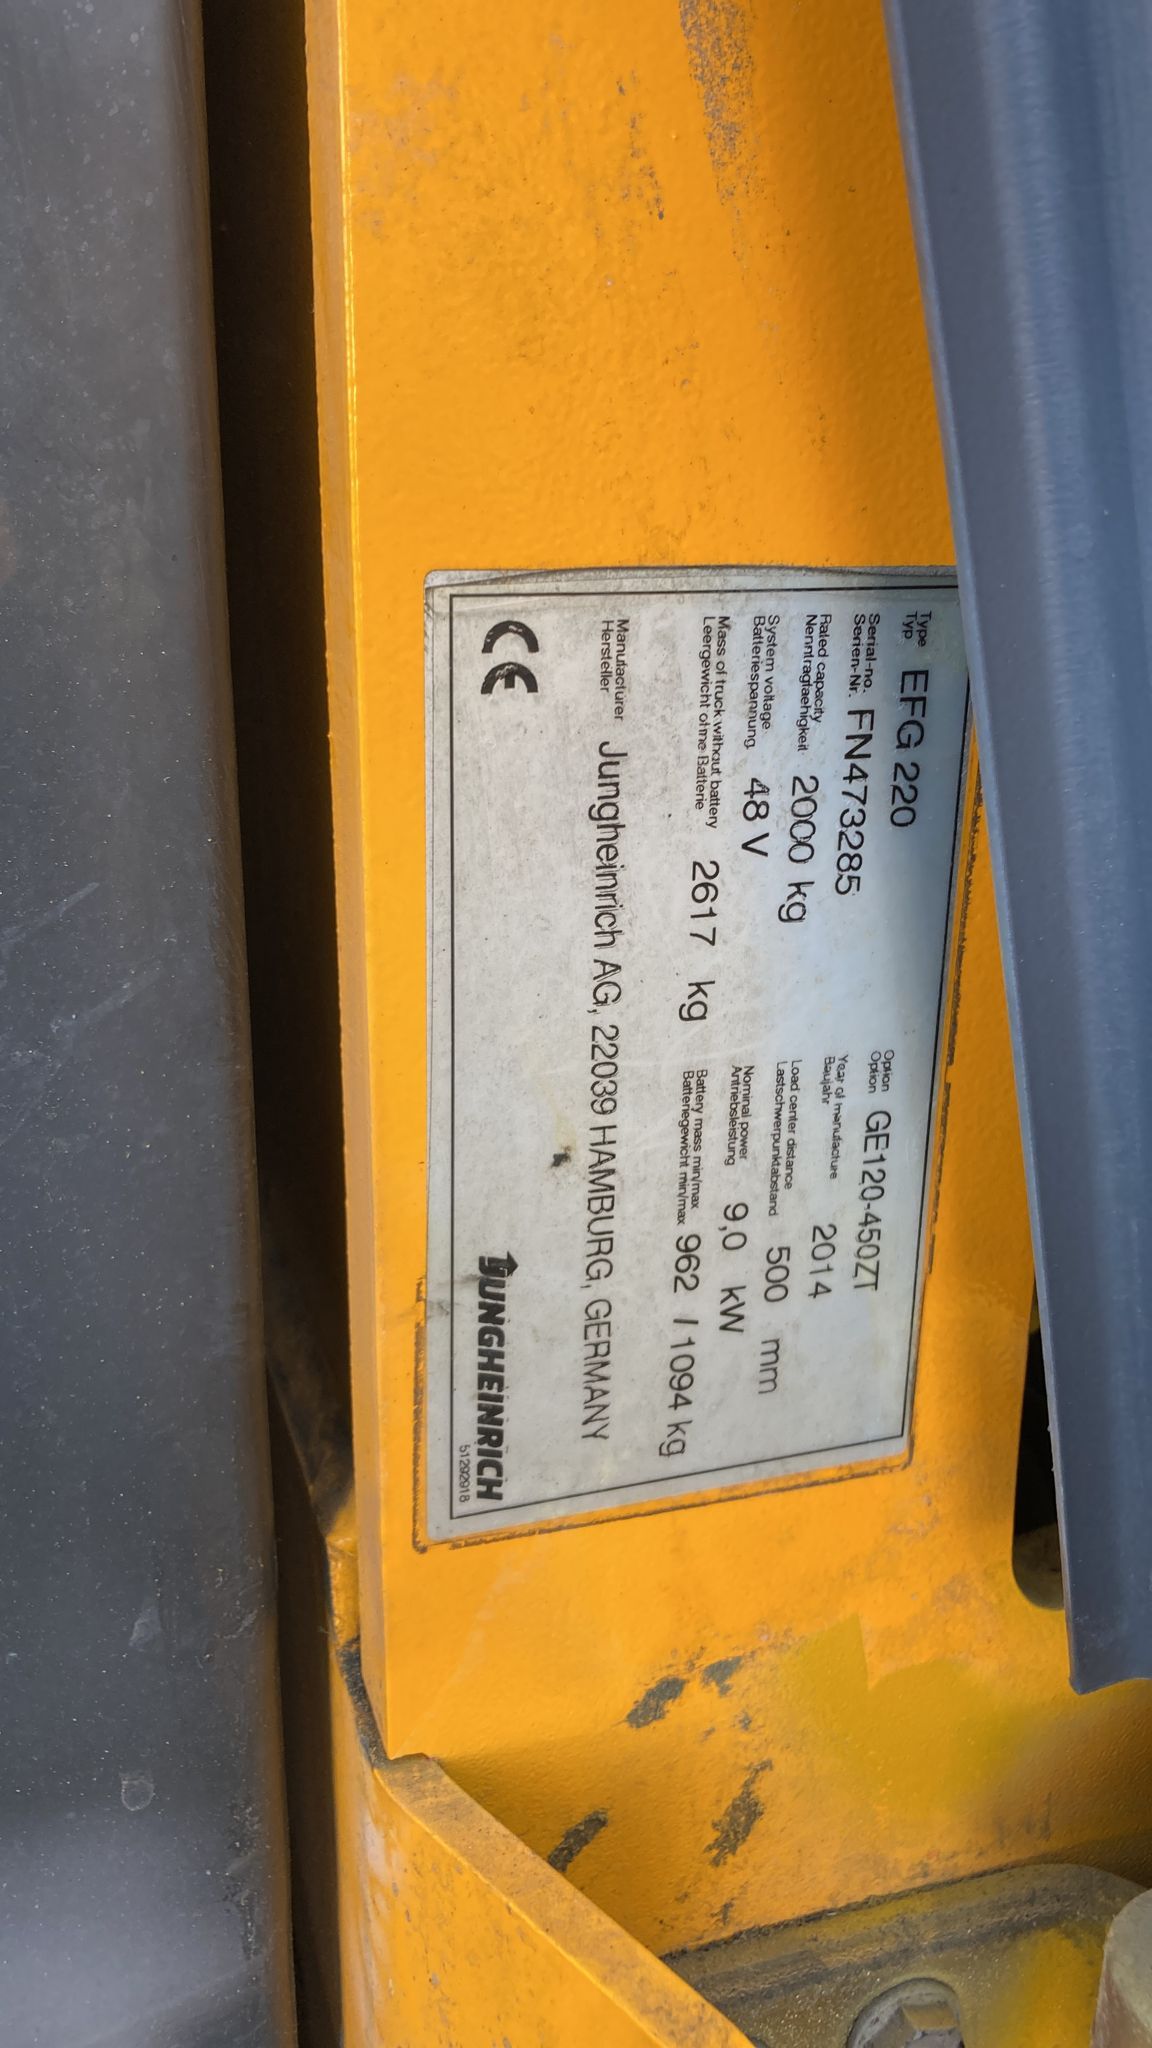 Type
Typ EFG 220
Option
Option GE120-450ZT
Serial-no.
Serien-Nr. FN473285
Year of manufacture
Baujahr 2014
Rated capacity
Nenntragfaehigkeit 2000 kg
Load center distance
Lastschwerpunktabstand 500 mm
System voltage
Batteriespannung 48 V
Nominal power
Antriebsleistung 9,0 kW
Mass of truck without battery
Leergewicht ohne Batterie 2617 kg
Battery mass min/max
Batteriegewicht min/max 962 / 1094 kg
Manufacturer
Hersteller Jungheinrich AG, 22039 HAMBURG, GERMANY
CE
JUNGHEINRICH
51292918